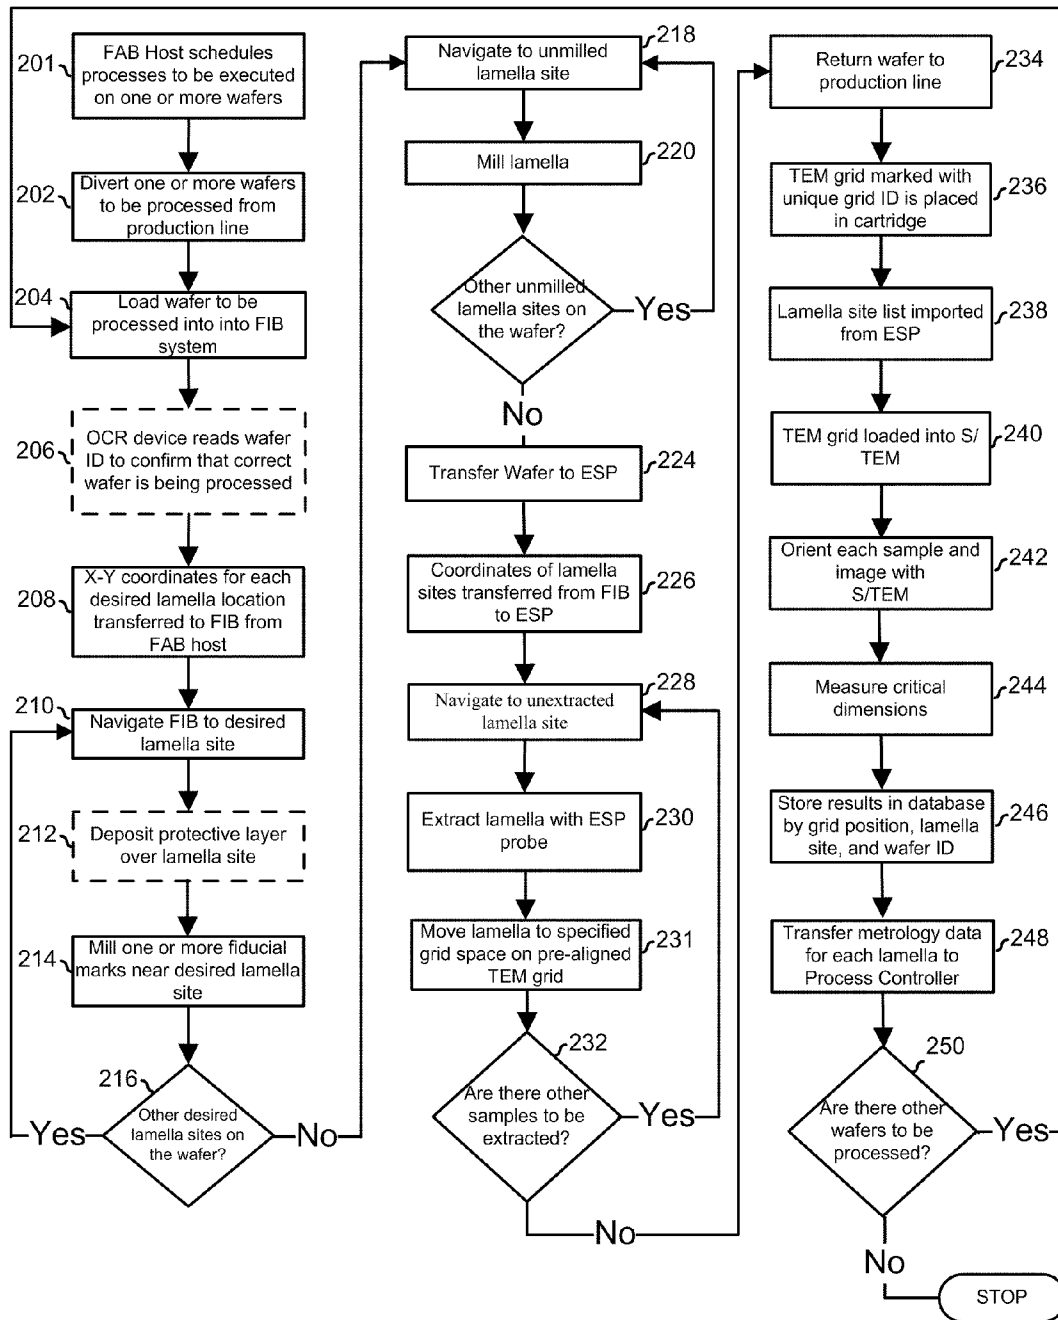 201
FAB Host schedules
processes to be executed
on one or more wafers
202
Divert one or more wafers
to be processed from
production line
204
Load wafer to be
processed into into FIB
system
206
OCR device reads wafer
ID to confirm that correct
wafer is being processed
208
X-Y coordinates for each
desired lamella location
transferred to FIB from
FAB host
210
Navigate FIB to desired
lamella site
212
Deposit protective layer
over lamella site
214
Mill one or more fiducial
marks near desired lamella
site
216
Other desired
lamella sites on
the wafer?
Yes
No
218
Navigate to unmilled
lamella site
220
Mill lamella
Other unmilled
lamella sites on
the wafer?
Yes
No
224
Transfer Wafer to ESP
226
Coordinates of lamella
sites transferred from FIB
to ESP
228
Navigate to unextracted
lamella site
230
Extract lamella with ESP
probe
231
Move lamella to specified
grid space on pre-aligned
TEM grid
232
Are there other
samples to be
extracted?
Yes
No
234
Return wafer to
production line
236
TEM grid marked with
unique grid ID is placed
in cartridge
238
Lamella site list imported
from ESP
240
TEM grid loaded into S/
TEM
242
Orient each sample and
image with
S/TEM
244
Measure critical
dimensions
246
Store results in database
by grid position, lamella
site, and wafer ID
248
Transfer metrology data
for each lamella to
Process Controller
250
Are there other
wafers to be
processed?
Yes
No
STOP